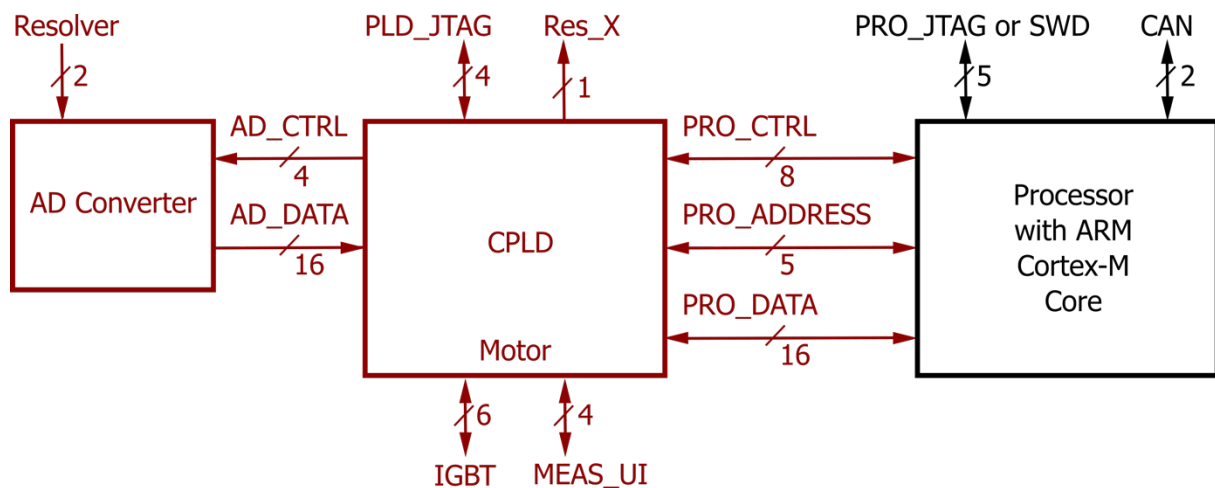 Resolver
PLD_JTAG
Res_X
PRO_JTAG or SWD
CAN
2
4
1
5
2
AD_CTRL
4
PRO_CTRL
8
AD Converter
AD_DATA
16
CPLD
PRO_ADDRESS
5
Processor
with ARM
Cortex-M
Core
PRO_DATA
16
Motor
6
4
IGBT
MEAS_UI